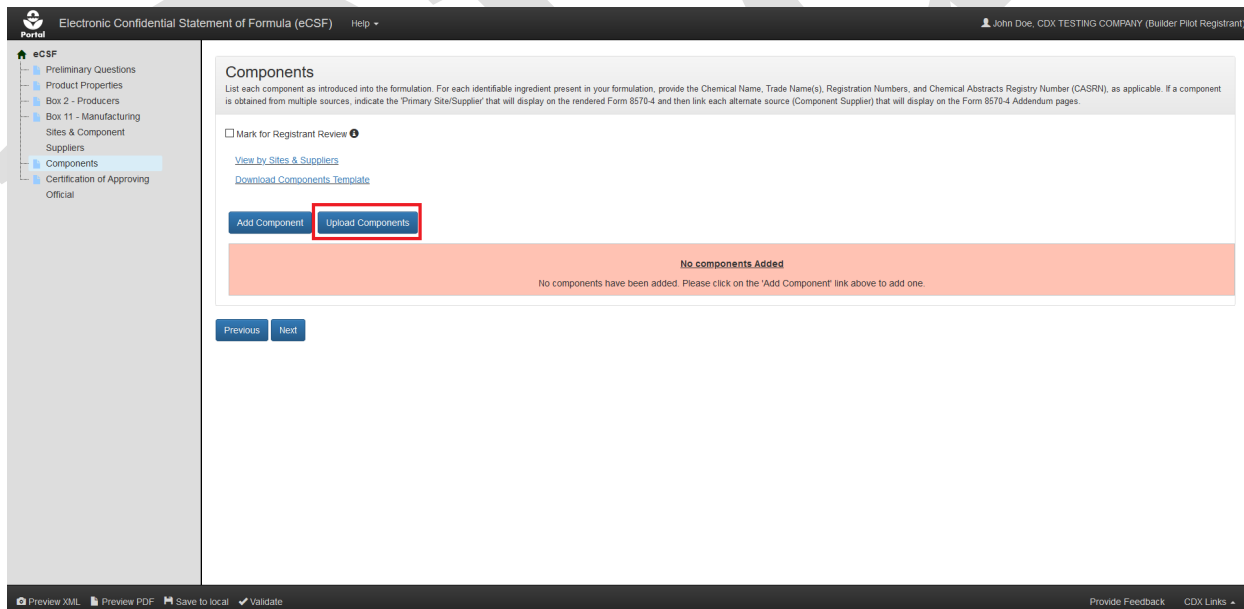 Portal
Electronic Confidential Statement of Formula (eCSF)
Help
John Doe, CDX TESTING COMPANY (Builder Pilot Registrant)
eCSF
Preliminary Questions
Product Properties
Box 2 - Producers
Box 11 - Manufacturing
Sites & Component
Suppliers
Components
Certification of Approving
Official
Components
List each component as introduced into the formulation. For each identifiable ingredient present in your formulation, provide the Chemical Name, Trade Name(s), Registration Numbers, and Chemical Abstracts Registry Number (CASRN), as applicable. If a component
is obtained from multiple sources, indicate the 'Primary Site/Supplier' that will display on the rendered Form 8570-4 and then link each alternate source (Component Supplier) that will display on the Form 8570-4 Addendum pages.
Mark for Registrant Review
View by Sites & Suppliers
Download Components Template
Add Component
Upload Components
No components Added
No components have been added. Please click on the 'Add Component' link above to add one.
Previous
Next
Preview XML
Preview PDF
Save to local
Validate
Provide Feedback
CDX Links